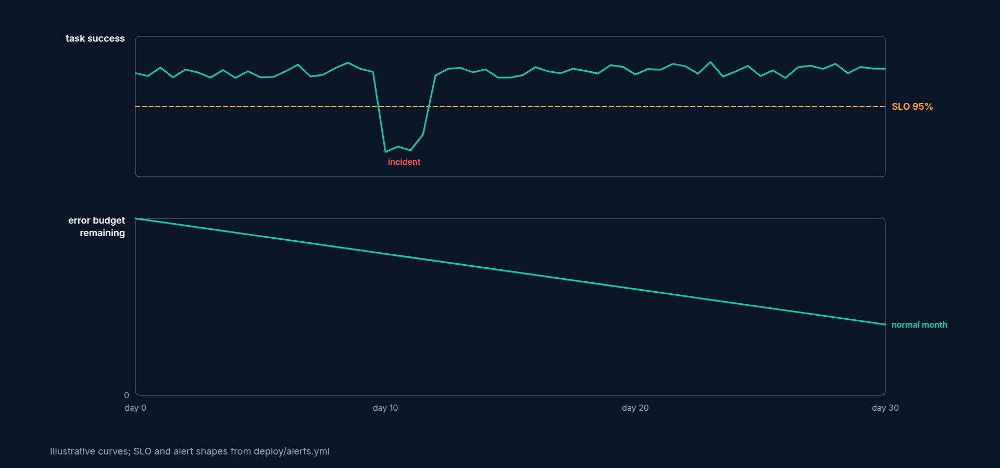 task success
SLO 95%
incident
error budget
remaining
normal month
0
day 0
day 10
day 20
day 30
Illustrative curves; SLO and alert shapes from deploy/alerts.yml